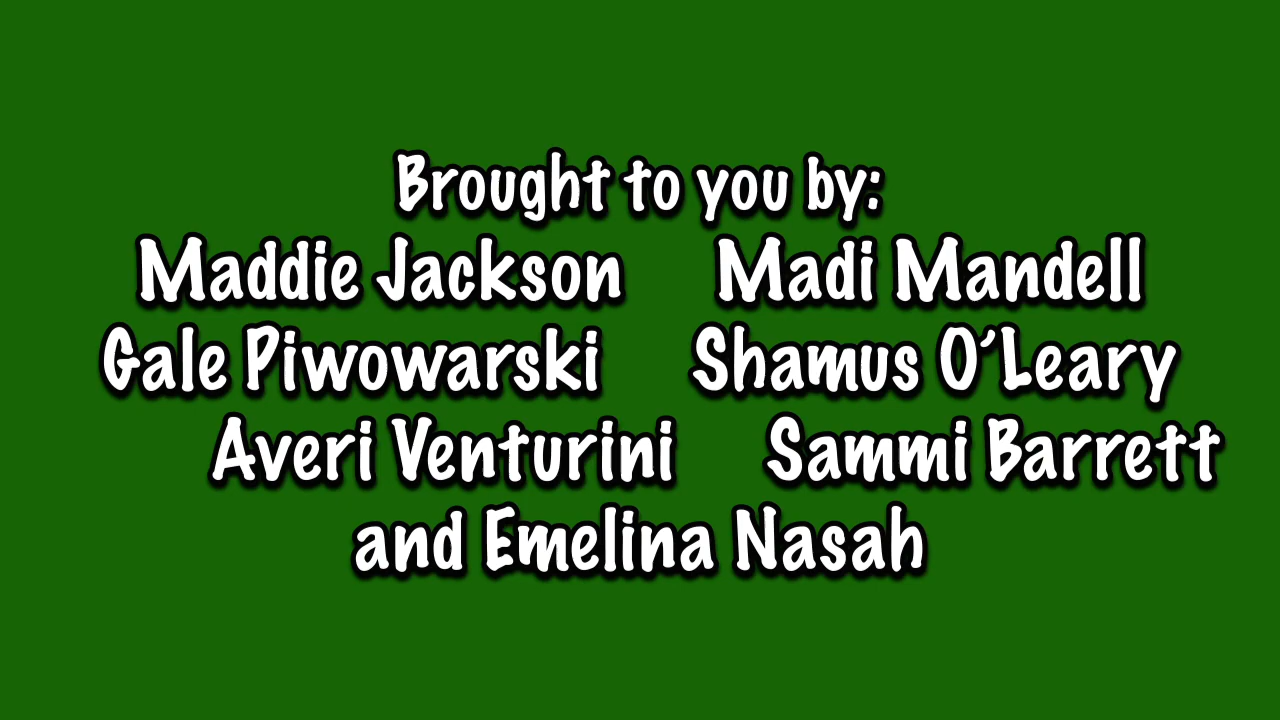 Brought to you by:
Maddie Jackson Madi Mandell
Gale Piwowarski Shamus O’Leary
Averi Venturini Sammi Barrett
and Emelina Nasah